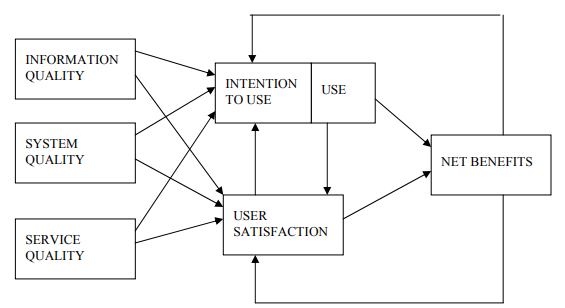 INFORMATION
QUALITY
INTENTION
TO USE
USE
SYSTEM
QUALITY
NET BENEFITS
USER
SATISFACTION
SERVICE
QUALITY